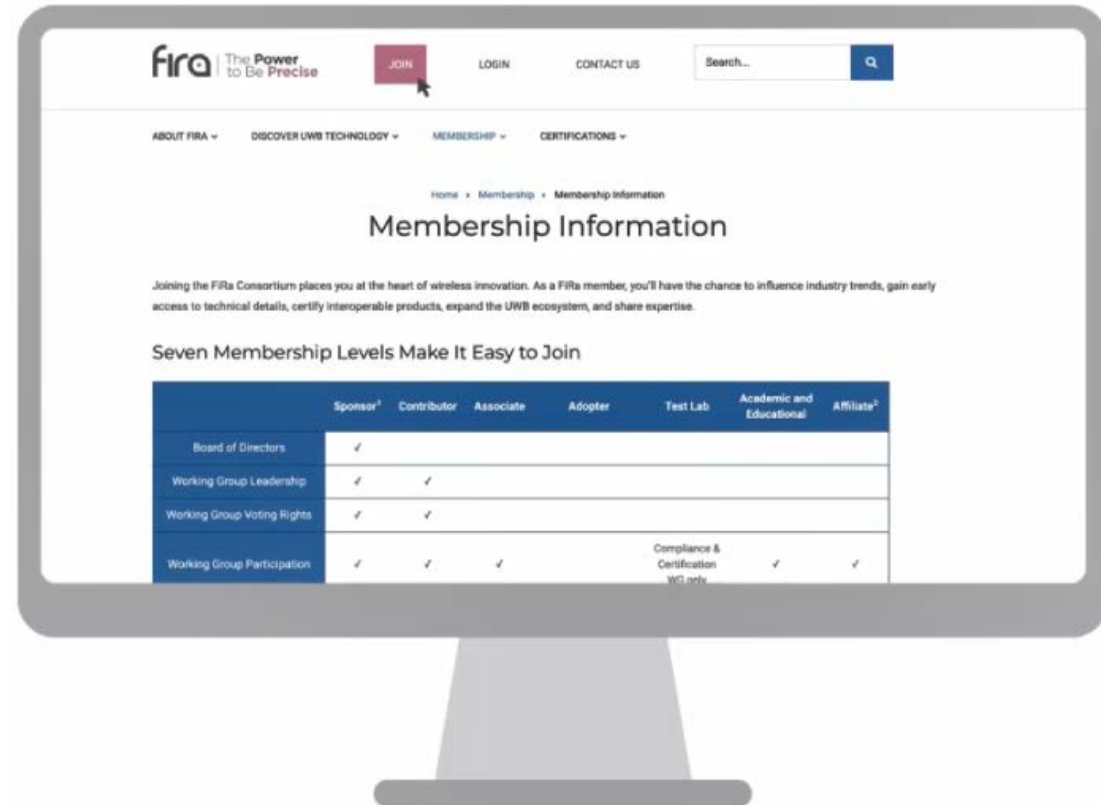 fira The Power
to Be Precise
JOIN
LOGIN
CONTACT US
Search...
ABOUT FIRA
DISCOVER UWB TECHNOLOGY
MEMBERSHIP
CERTIFICATIONS
Home › Membership › Membership Information
Membership Information
Joining the FiRa Consortium places you at the heart of wireless innovation. As a FiRa member, you'll have the chance to influence industry trends, gain early
access to technical details, certify interoperable products, expand the UWB ecosystem, and share expertise.
Seven Membership Levels Make It Easy to Join
Sponsor¹ Contributor Associate Adopter Test Lab Academic and Educational Affiliate²
Board of Directors ✓
Working Group Leadership ✓ ✓
Working Group Voting Rights ✓ ✓
Working Group Participation ✓ ✓ ✓ Compliance & Certification WG only ✓ ✓